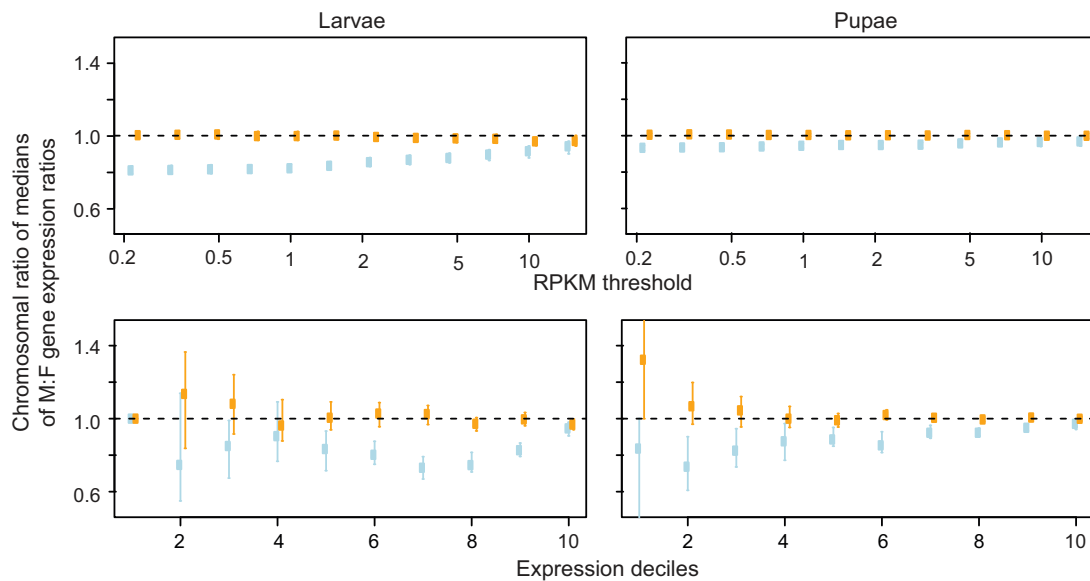 Larvae
Pupae
Chromosomal ratio of medians
of M:F gene expression ratios
1.4
1.0
0.6
0.2 0.5 1 2 5 10
0.2 0.5 1 2 5 10
RPKM threshold
1.4
1.0
0.6
2 4 6 8 10
2 4 6 8 10
Expression deciles